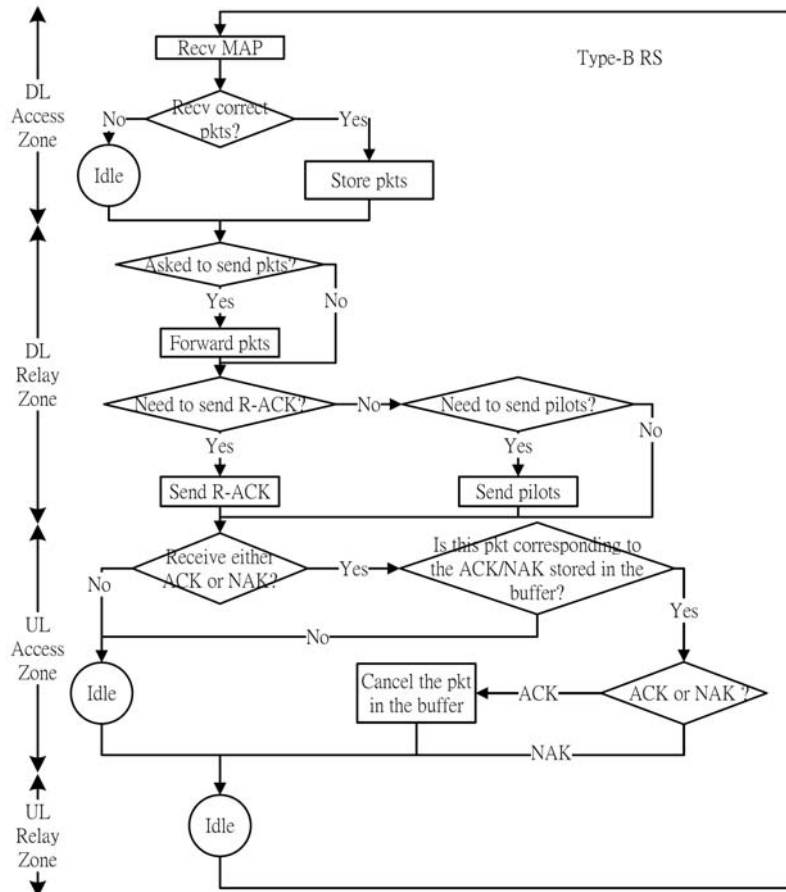 Recv MAP
Type-B RS
DL
Access
Zone
No
Recv correct
pkts?
Yes
Idle
Store pkts
Asked to send pkts?
Yes
No
Forward pkts
DL
Relay
Zone
Need to send R-ACK?
No
Need to send pilots?
Yes
Yes
No
Send R-ACK
Send pilots
Receive either
ACK or NAK?
Yes
Is this pkt corresponding to
the ACK/NAK stored in the
buffer?
No
Yes
UL
Access
Zone
No
Idle
Cancel the pkt
in the buffer
ACK
ACK or NAK ?
NAK
UL
Relay
Zone
Idle